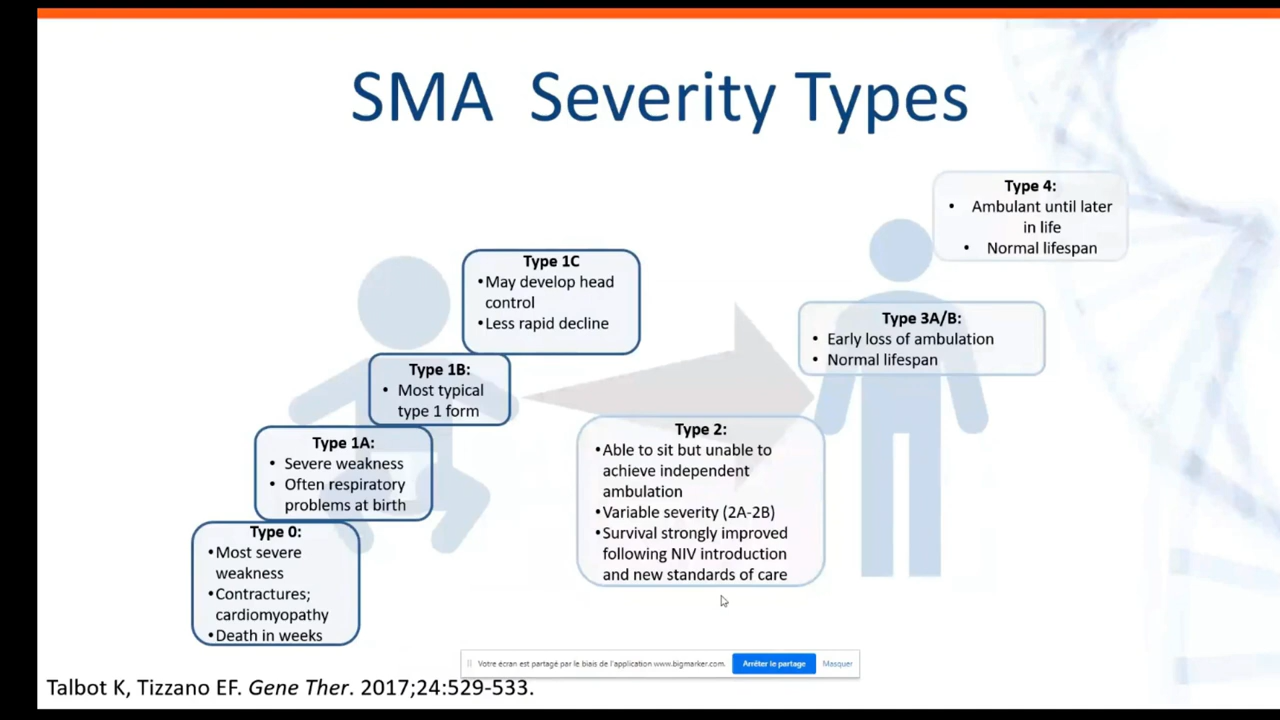 SMA Severity Types
Type 4:
• Ambulant until later
in life
• Normal lifespan
Type 1C
•May develop head
control
•Less rapid decline
Type 3A/B:
• Early loss of ambulation
• Normal lifespan
Type 1B:
• Most typical
type 1 form
Type 1A:
• Severe weakness
• Often respiratory
problems at birth
Type 2:
•Able to sit but unable to
achieve independent
ambulation
•Variable severity (2A-2B)
•Survival strongly improved
following NIV introduction
and new standards of care
Type 0:
•Most severe
weakness
•Contractures;
cardiomyopathy
•Death in weeks
Votre écran est partagé par le biais de l'application www.bigmarker.com. Arrêter le partage Masquer
Talbot K, Tizzano EF. Gene Ther. 2017;24:529-533.